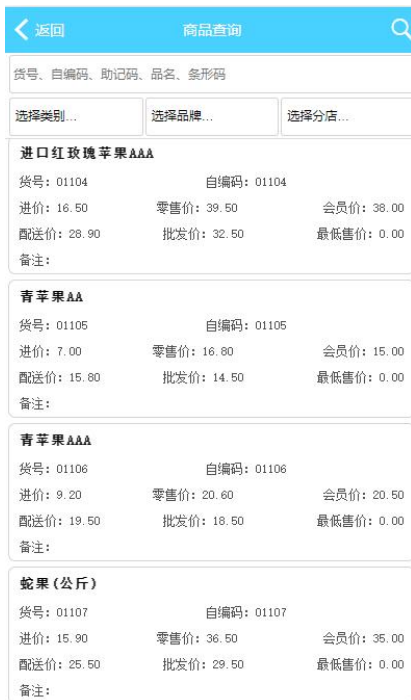 返回 商品查询
货号、自编码、助记码、品名、条形码
选择类别... 选择品牌... 选择分店...
进口红玫瑰苹果AAA
货号: 01104 自编码: 01104
进价: 16.50 零售价: 39.50 会员价: 38.00
配送价: 28.90 批发价: 32.50 最低售价: 0.00
备注:
青苹果AA
货号: 01105 自编码: 01105
进价: 7.00 零售价: 16.80 会员价: 15.00
配送价: 15.80 批发价: 14.50 最低售价: 0.00
备注:
青苹果AAA
货号: 01106 自编码: 01106
进价: 9.20 零售价: 20.60 会员价: 20.50
配送价: 19.50 批发价: 18.50 最低售价: 0.00
备注:
蛇果(公斤)
货号: 01107 自编码: 01107
进价: 15.90 零售价: 36.50 会员价: 35.00
配送价: 25.50 批发价: 29.50 最低售价: 0.00
备注: